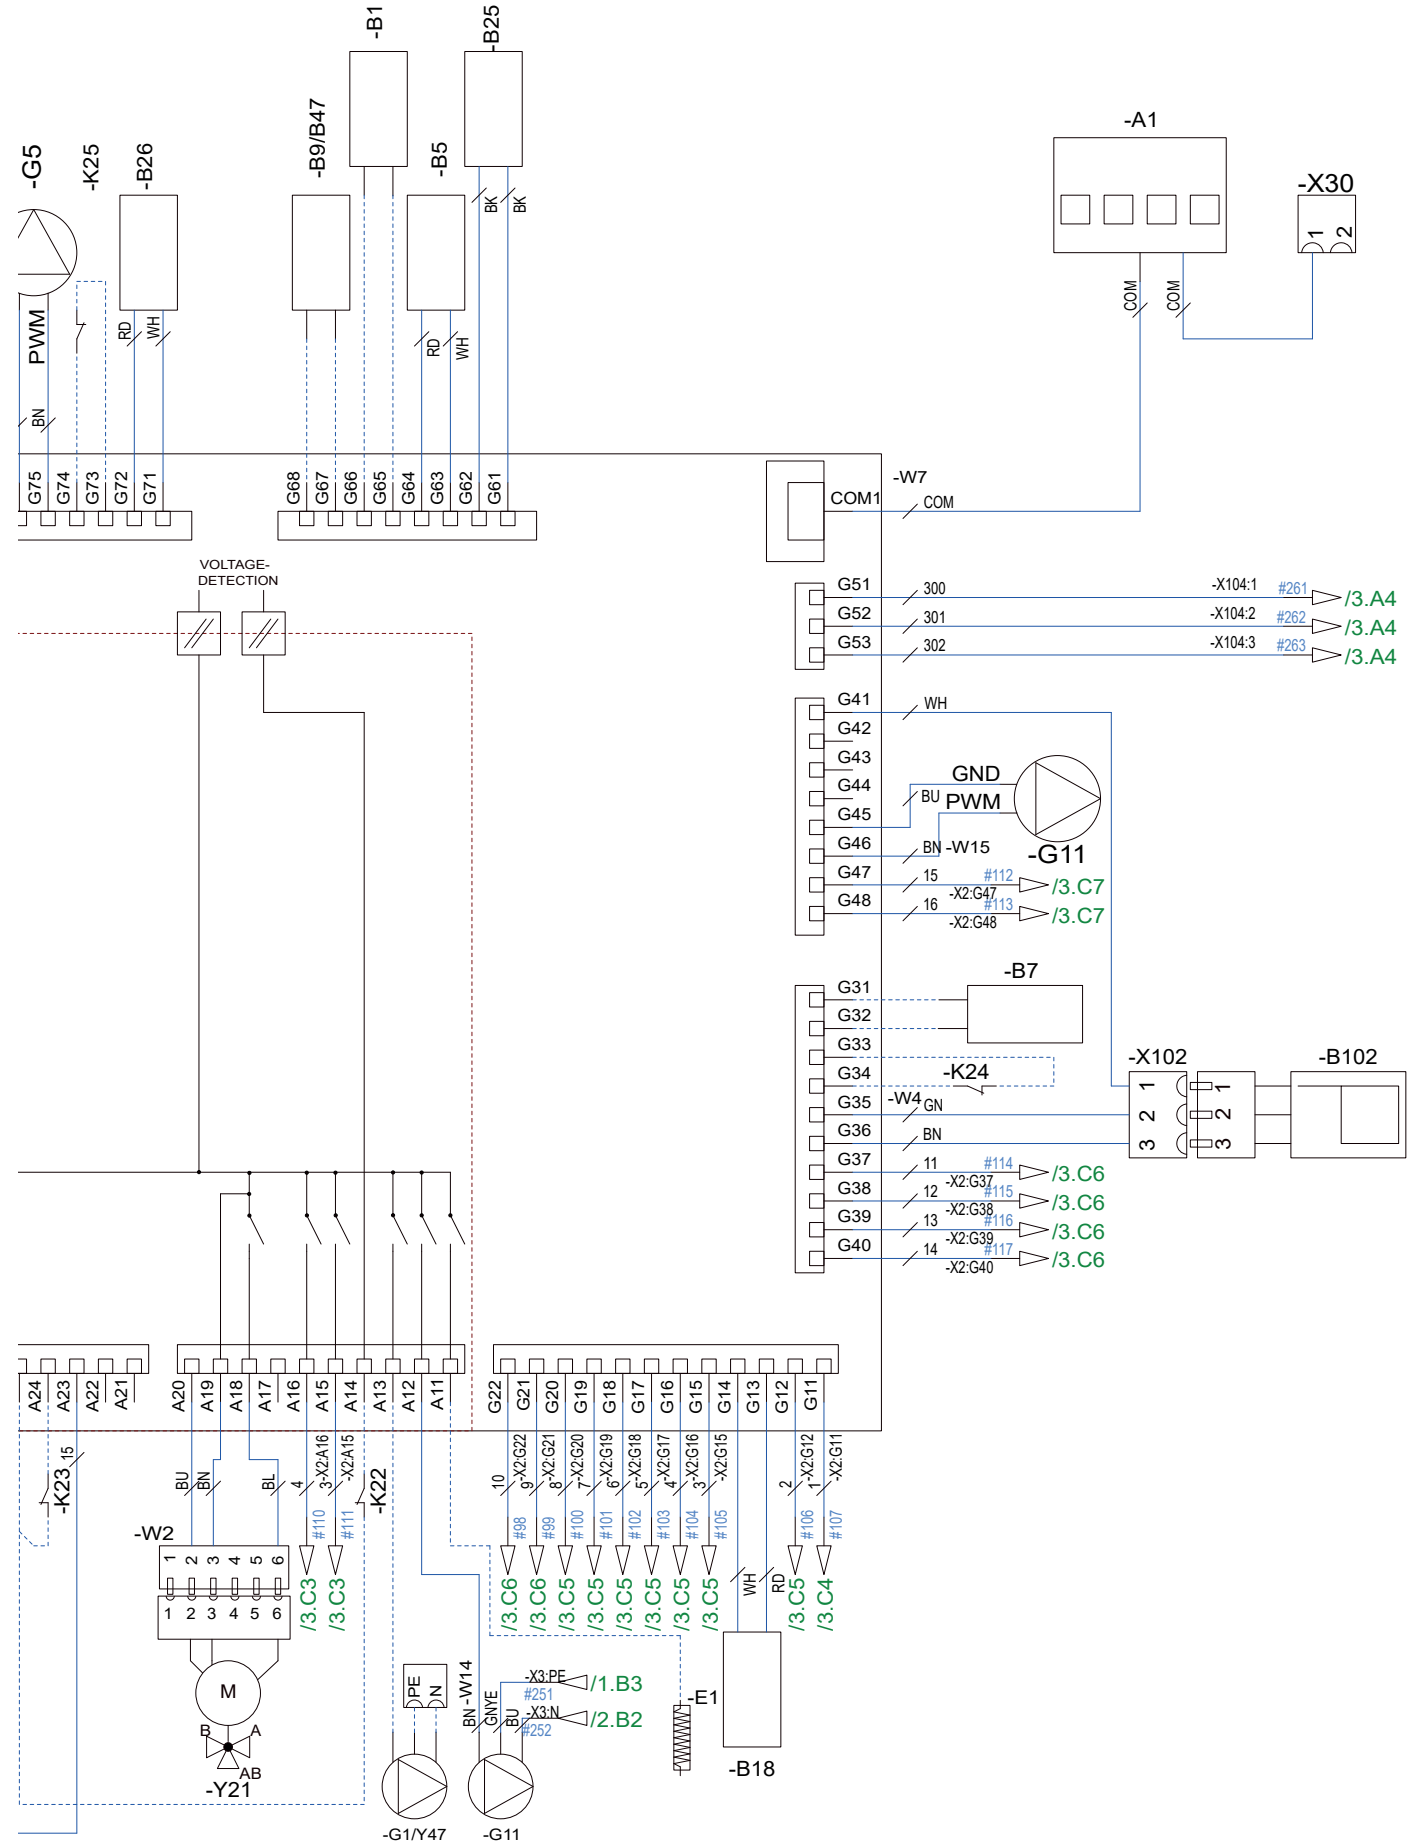 -B1
-B25
-B9/B47
-B5
-G5
-K25
-B26
-A1
-X30
1
2
BK
BK
PWM
RD
WH
RD
WH
BN
COM
COM
G75
G74
G73
G72
G71
G68
G67
G66
G65
G64
G63
G62
G61
COM1
-W7
COM
VOLTAGE-
DETECTION
G51 300 -X104:1 #261 /3.A4
G52 301 -X104:2 #262 /3.A4
G53 302 -X104:3 #263 /3.A4
G41 WH
G42
G43
GND
G44 BU PWM
G45
G46 BN -W15 -G11
G47 15 #112 /3.C7
-X2:G47
G48 16 #113 /3.C7
-X2:G48
-B7
G31
G32
G33
G34 -K24
-X102
-B102
1
2
3
1
2
3
G35 -W4 GN
G36 BN
G37 11 #114 /3.C6
-X2:G37
G38 12 #115 /3.C6
-X2:G38
G39 13 #116 /3.C6
-X2:G39
G40 14 #117 /3.C6
-X2:G40
A24
A23
A22
A21
A20
A19
A18
A17
A16
A15
A14
A13
A12
A11
G22
G21
G20
G19
G18
G17
G16
G15
G14
G13
G12
G11
-K23
15
BU
BN
BL
4
-X2:A16
3
-X2:A15
-K22
10
-X2:G22
9
-X2:G21
8
-X2:G20
7
-X2:G19
6
-X2:G18
5
-X2:G17
4
-X2:G16
3
-X2:G15
2
-X2:G12
1
-X2:G11
#110
#111
#98
#99
#100
#101
#102
#103
#104
#105
#106
#107
-W2
1 2 3 4 5 6
1 2 3 4 5 6
/3.C3
/3.C3
/3.C6
/3.C6
/3.C5
/3.C5
/3.C5
/3.C5
/3.C5
/3.C5
WH
RD
/3.C5
/3.C4
M
B
A
AB
-Y21
PE
N
BN
-W14
GNYE
BU
-X3:PE
#251
/1.B3
-X3:N
#252
/2.B2
-E1
-B18
-G1/Y47
-G11